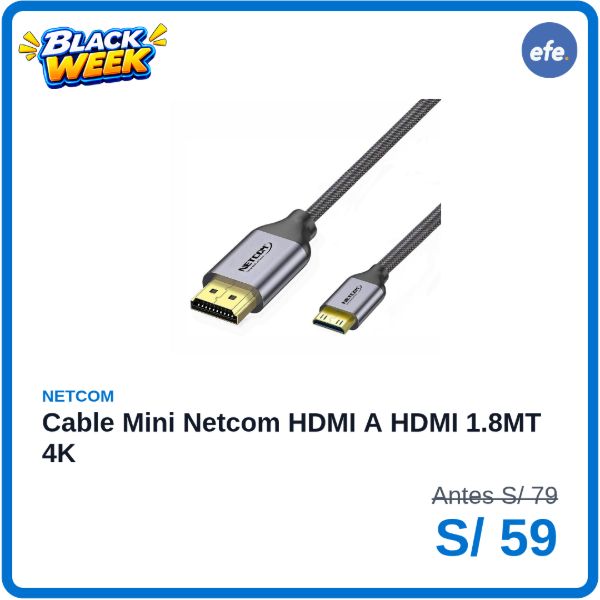 BLACK
WEEK
efe.
NETCOM
NETCOM
NETCOM
Cable Mini Netcom HDMI A HDMI 1.8MT
4K
Antes S/ 79
S/ 59